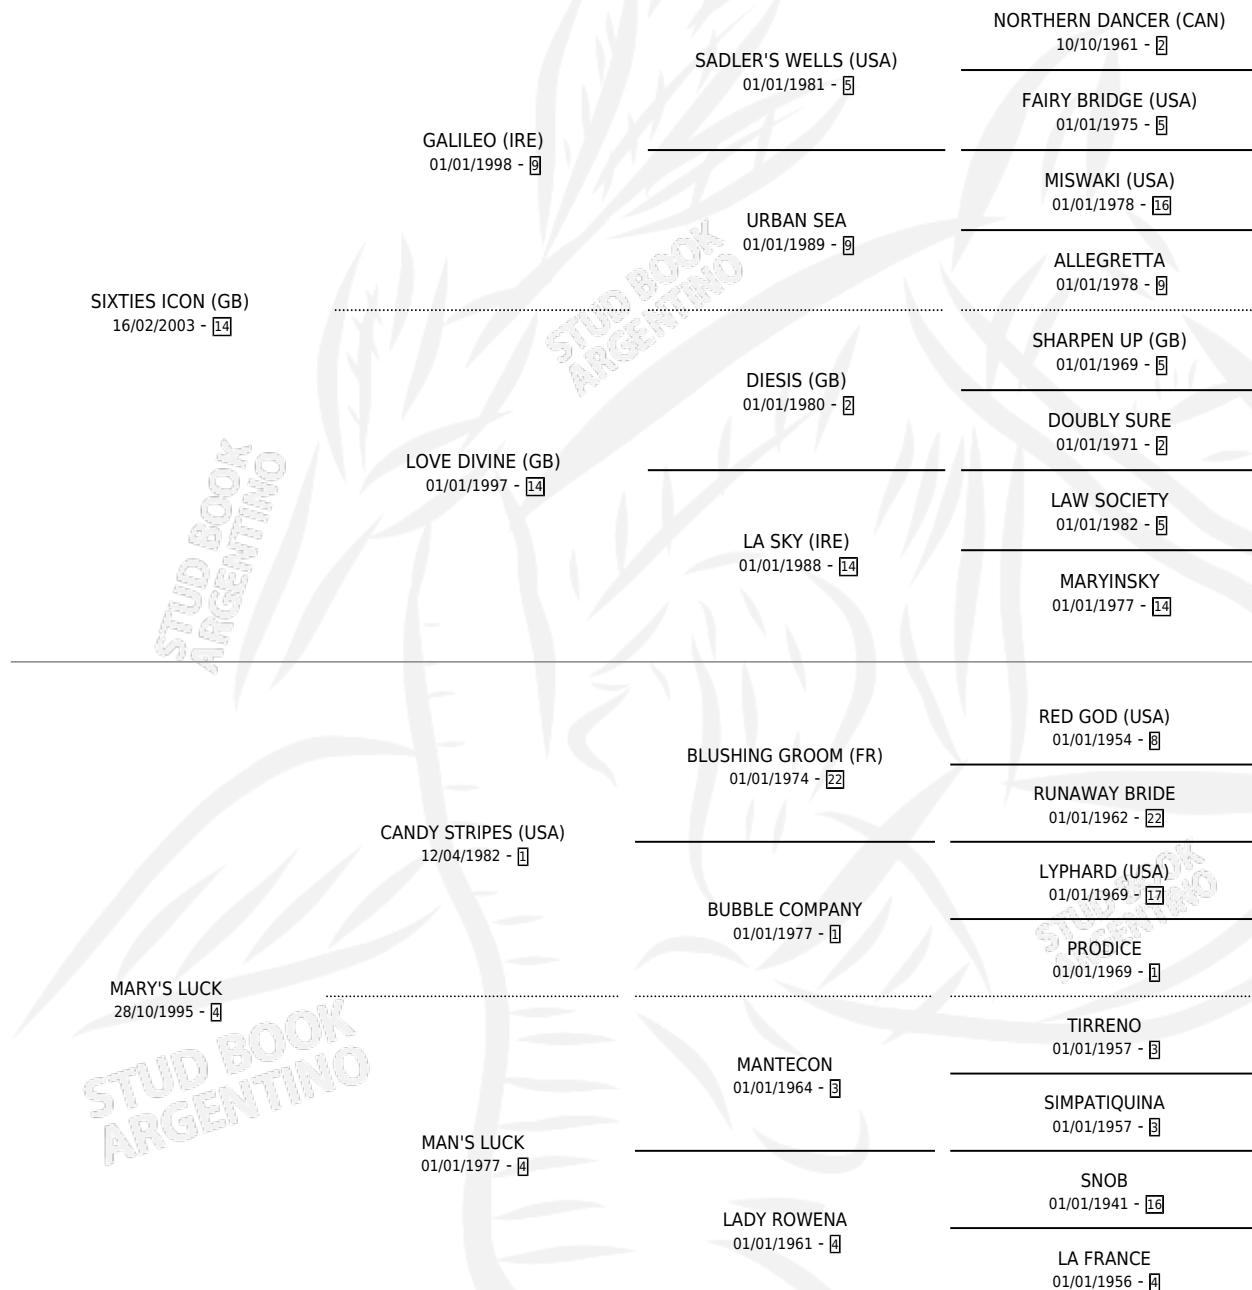 NORTHERN DANCER (CAN)
10/10/1961 - 2
SADLER'S WELLS (USA)
01/01/1981 - 5
FAIRY BRIDGE (USA)
01/01/1975 - 5
GALILEO (IRE)
01/01/1998 - 9
MISWAKI (USA)
01/01/1978 - 16
URBAN SEA
01/01/1989 - 9
ALLEGRETTA
01/01/1978 - 9
SIXTIES ICON (GB)
16/02/2003 - 14
SHARPEN UP (GB)
01/01/1969 - 5
DIESIS (GB)
01/01/1980 - 2
DOUBLY SURE
01/01/1971 - 2
LOVE DIVINE (GB)
01/01/1997 - 14
LAW SOCIETY
01/01/1982 - 5
LA SKY (IRE)
01/01/1988 - 14
MARYINSKY
01/01/1977 - 14
RED GOD (USA)
01/01/1954 - 8
BLUSHING GROOM (FR)
01/01/1974 - 22
RUNAWAY BRIDE
01/01/1962 - 22
CANDY STRIPES (USA)
12/04/1982 - 1
LYPHARD (USA)
01/01/1969 - 17
BUBBLE COMPANY
01/01/1977 - 1
PRODICE
01/01/1969 - 1
MARY'S LUCK
28/10/1995 - 4
TIRRENO
01/01/1957 - 3
MANTECON
01/01/1964 - 3
SIMPATIQUINA
01/01/1957 - 3
MAN'S LUCK
01/01/1977 - 4
SNOB
01/01/1941 - 16
LADY ROWENA
01/01/1961 - 4
LA FRANCE
01/01/1956 - 4
STUD BOOK
ARGENTINO
STUD BOOK
ARGENTINO
STUD BOOK
ARGENTINO
STUD BOOK
ARGENTINO